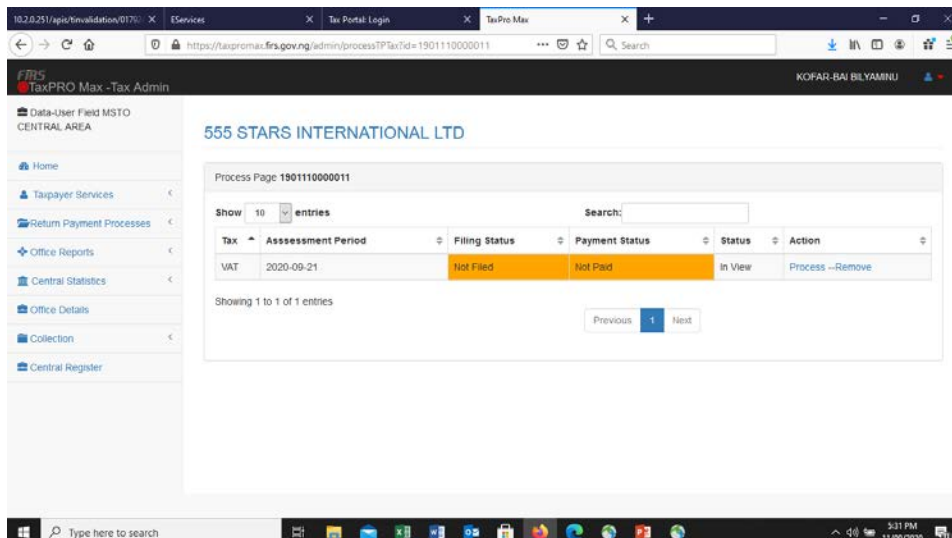 10.2.0.251/apis/tinvalidation/0179
EServices
Tax Portal: Login
TaxPro Max
https://taxpromax.firs.gov.ng/admin/processTPTax?id=1901110000011
Search
FIRS
TaxPRO Max -Tax Admin
KOFAR-BAI BILYAMINU
Data-User Field MSTO
CENTRAL AREA
555 STARS INTERNATIONAL LTD
Home
Process Page 1901110000011
Taxpayer Services
Return Payment Processes
Show 10 entries
Search:
Tax Asssessment Period Filing Status Payment Status Status Action
VAT 2020-09-21 Not Filed Not Paid In View Process --Remove
Office Reports
Central Statistics
Office Details
Collection
Central Register
Showing 1 to 1 of 1 entries
Previous 1 Next
Type here to search
5:31 PM